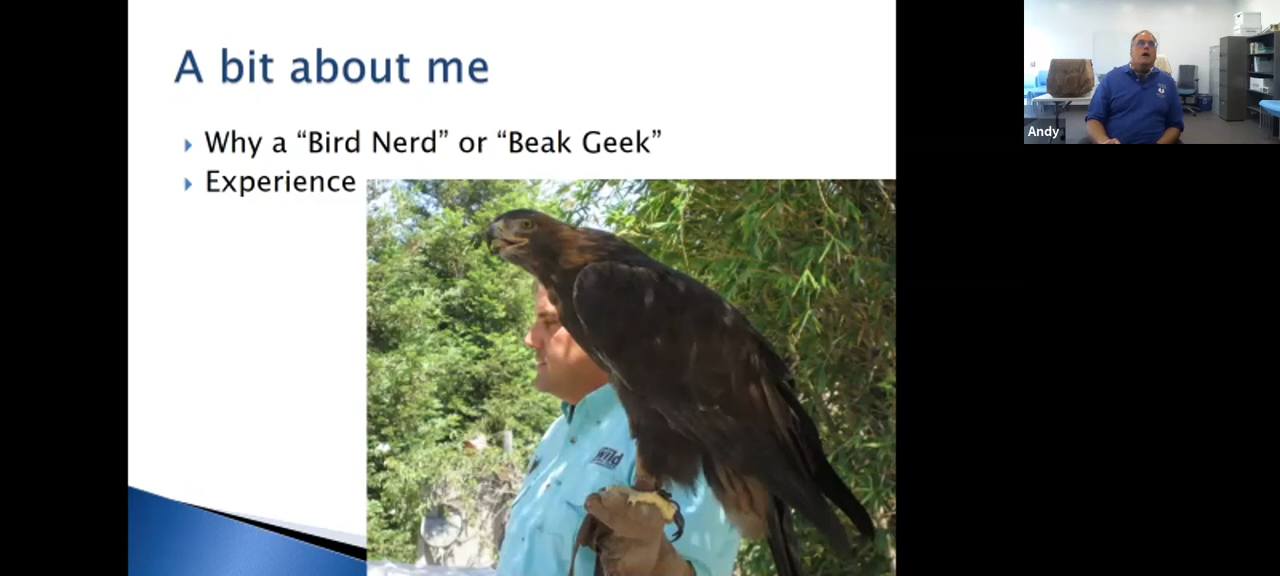 A bit about me
Why a “Bird Nerd” or “Beak Geek”
Experience
wild
Andy